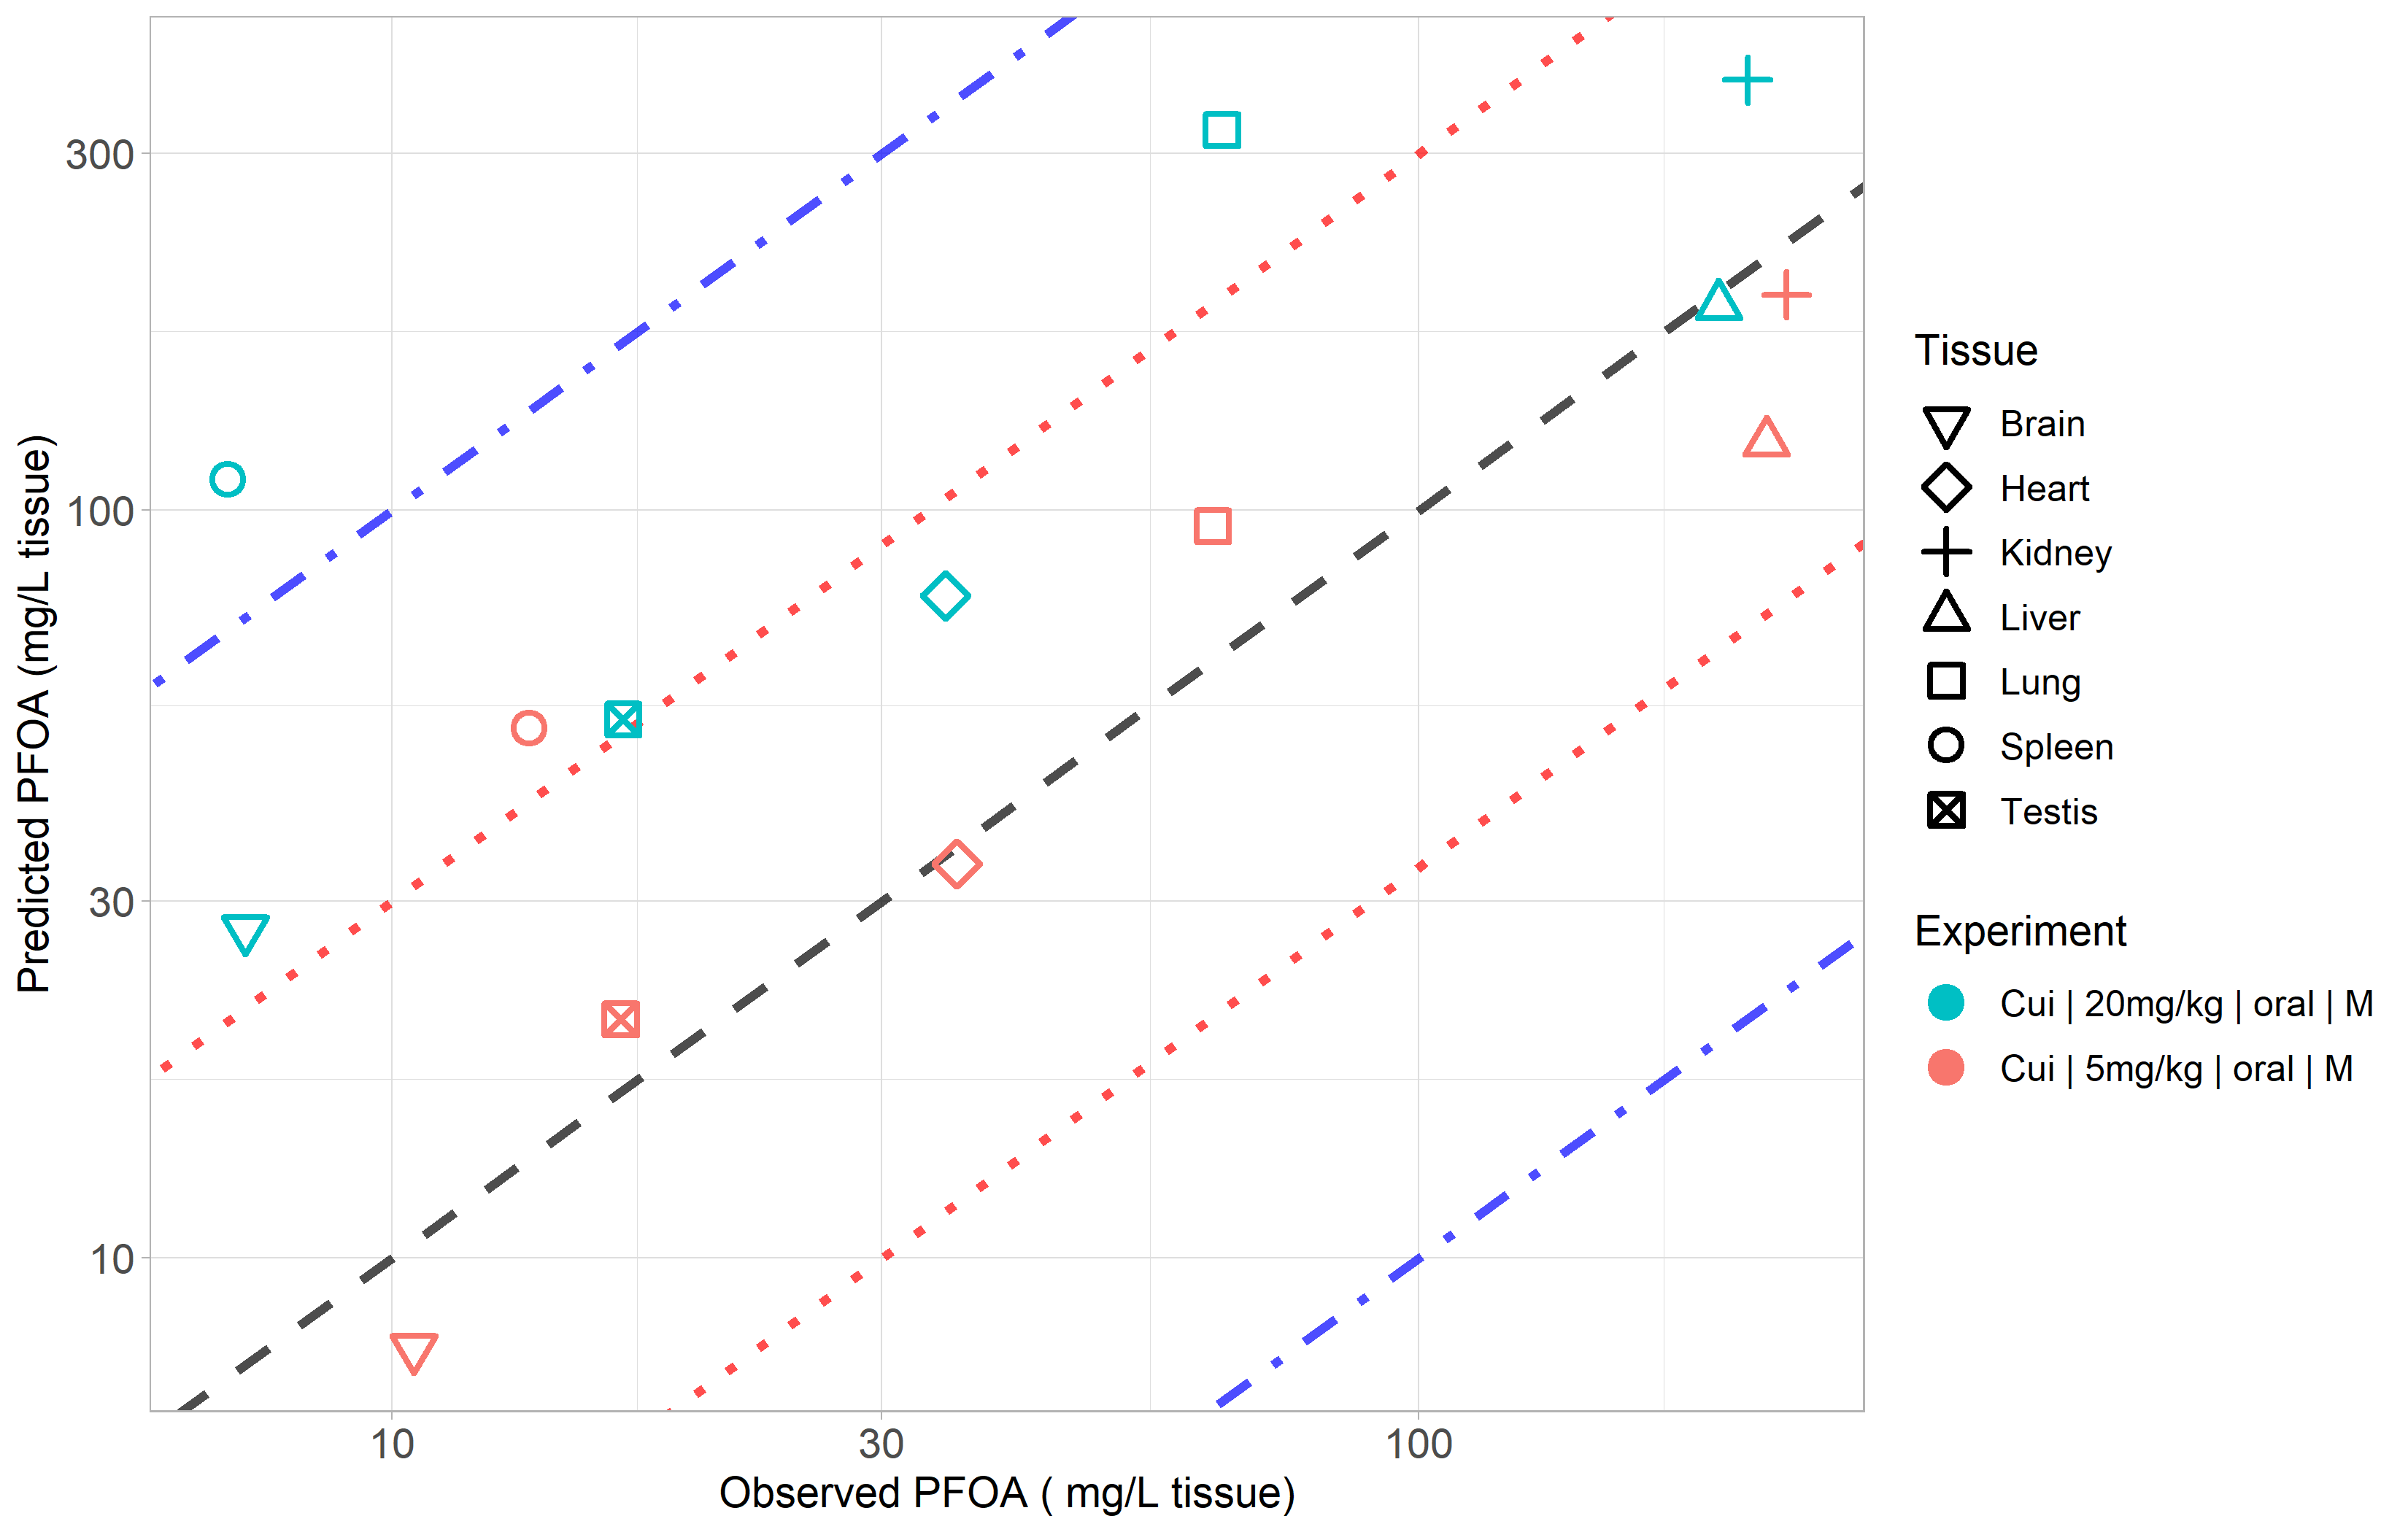 Predicted PFOA (mg/L tissue)
300
100
30
10
10
30
100
Observed PFOA ( mg/L tissue)
Tissue
Brain
Heart
Kidney
Liver
Lung
Spleen
Testis
Experiment
Cui | 20mg/kg | oral | M
Cui | 5mg/kg | oral | M